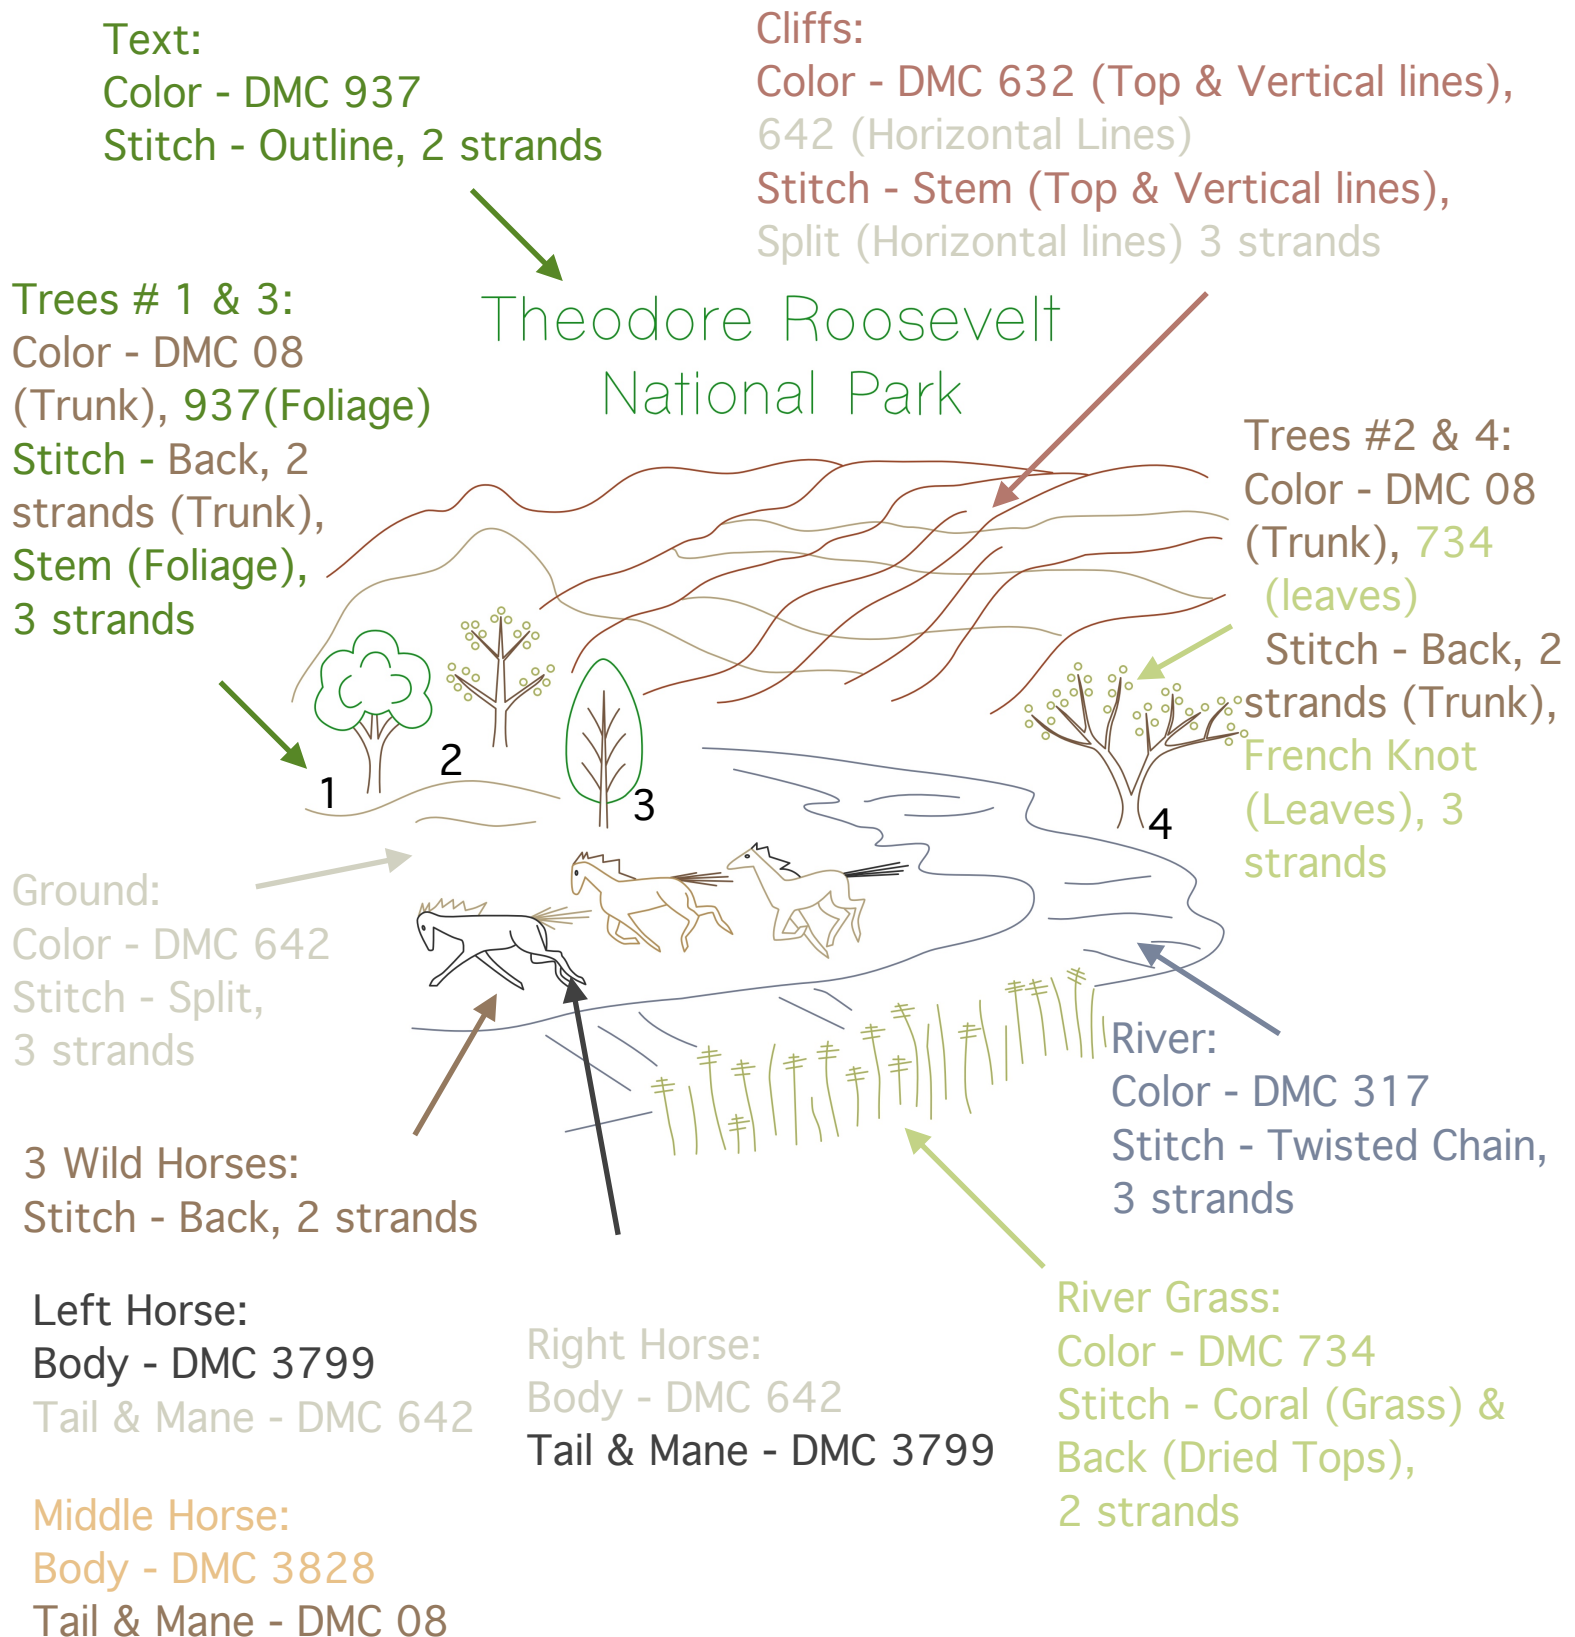 Text:
Color - DMC 937
Stitch - Outline, 2 strands
Cliffs:
Color - DMC 632 (Top & Vertical lines),
642 (Horizontal Lines)
Stitch - Stem (Top & Vertical lines),
Split (Horizontal lines) 3 strands
Trees # 1 & 3:
Color - DMC 08
(Trunk), 937(Foliage)
Stitch - Back, 2
strands (Trunk),
Stem (Foliage),
3 strands
Theodore Roosevelt
National Park
Trees #2 & 4:
Color - DMC 08
(Trunk), 734
(leaves)
Stitch - Back, 2
strands (Trunk),
French Knot
(Leaves), 3
strands
1
2
3
4
Ground:
Color - DMC 642
Stitch - Split,
3 strands
River:
Color - DMC 317
Stitch - Twisted Chain,
3 strands
3 Wild Horses:
Stitch - Back, 2 strands
Left Horse:
Body - DMC 3799
Tail & Mane - DMC 642
Right Horse:
Body - DMC 642
Tail & Mane - DMC 3799
River Grass:
Color - DMC 734
Stitch - Coral (Grass) &
Back (Dried Tops),
2 strands
Middle Horse:
Body - DMC 3828
Tail & Mane - DMC 08